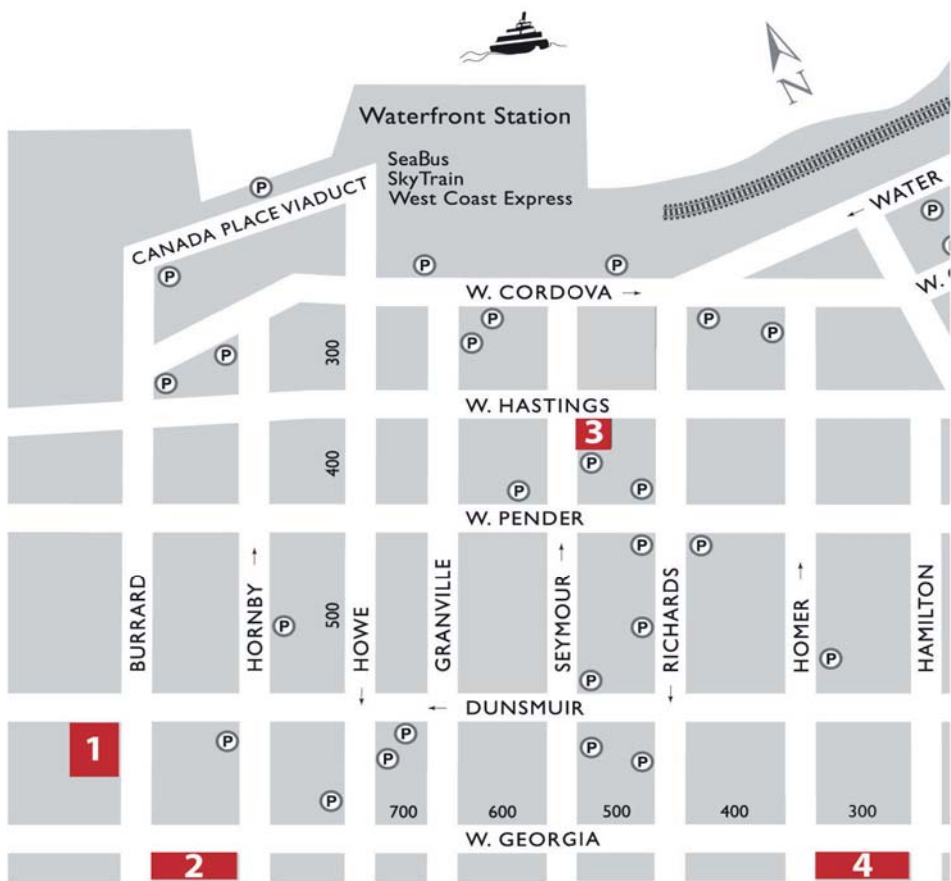 N
Waterfront Station
SeaBus
SkyTrain
West Coast Express
P
CANADA PLACE VIADUCT
WATER
P
P
P
P
P
W. CORDOVA
W. C
P
P
P
P
300
P
P
W. HASTINGS
3
400
P
P
P
W. PENDER
P
P
BURRARD
HORNBY
500
HOWE
GRANVILLE
SEYMOUR
RICHARDS
HOMER
HAMILTON
P
P
P
P
DUNSMUIR
1
P
P
P
P
P
P
700
600
500
400
300
W. GEORGIA
2
4